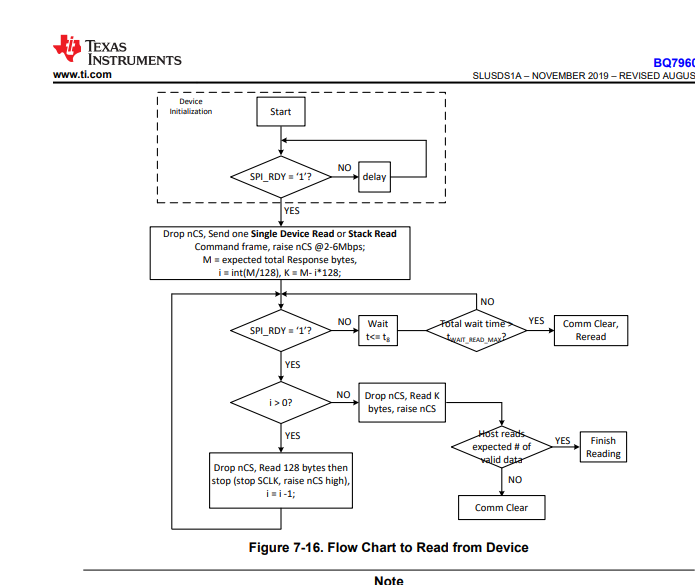 TEXAS
INSTRUMENTS
www.ti.com
BQ7960
SLUSDS1A – NOVEMBER 2019 – REVISED AUGUS
Device
Initialization
Start
SPI_RDY = '1'?
NO
delay
YES
Drop nCS, Send one Single Device Read or Stack Read
Command frame, raise nCS @2-6Mbps;
M = expected total Response bytes,
i = int(M/128), K = M- i*128;
NO
SPI_RDY = '1'?
NO
Wait
t<= t8
Total wait time >
tWAIT_READ_MAX?
YES
Comm Clear,
Reread
YES
i > 0?
NO
Drop nCS, Read K
bytes, raise nCS
YES
Host reads
expected # of
valid data
YES
Finish
Reading
Drop nCS, Read 128 bytes then
stop (stop SCLK, raise nCS high),
i = i -1;
NO
Comm Clear
Figure 7-16. Flow Chart to Read from Device
Note